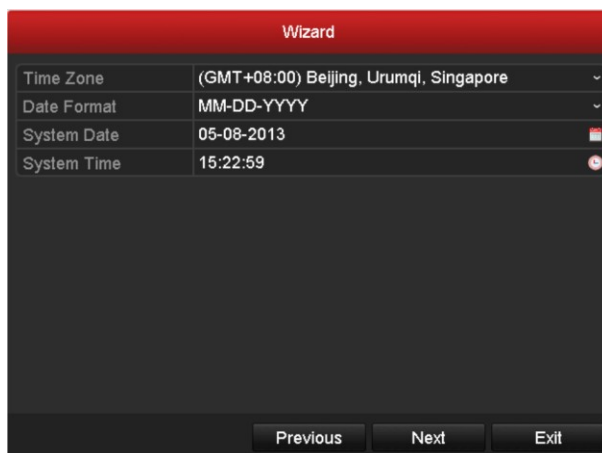 Wizard
Time Zone (GMT+08:00) Beijing, Urumqi, Singapore
Date Format MM-DD-YYYY
System Date 05-08-2013
System Time 15:22:59
Previous Next Exit